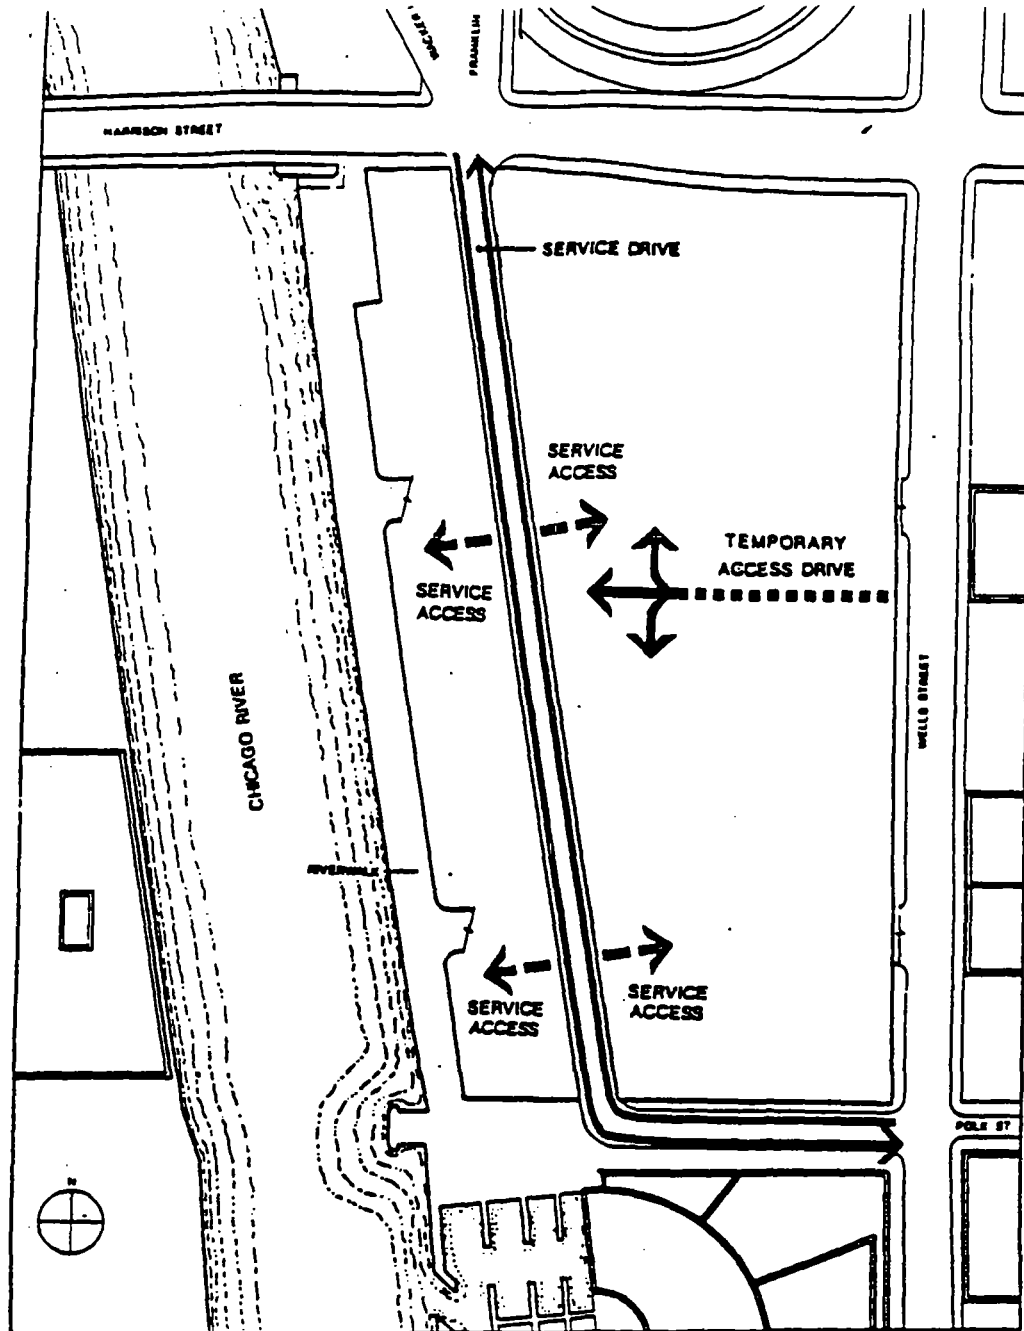 WACKER
FRANKLIN
HARRISON STREET
SERVICE DRIVE
SERVICE
ACCESS
TEMPORARY
ACCESS DRIVE
SERVICE
ACCESS
WELLS STREET
CHICAGO RIVER
RIVERWALK
SERVICE
ACCESS
SERVICE
ACCESS
POLK ST
N